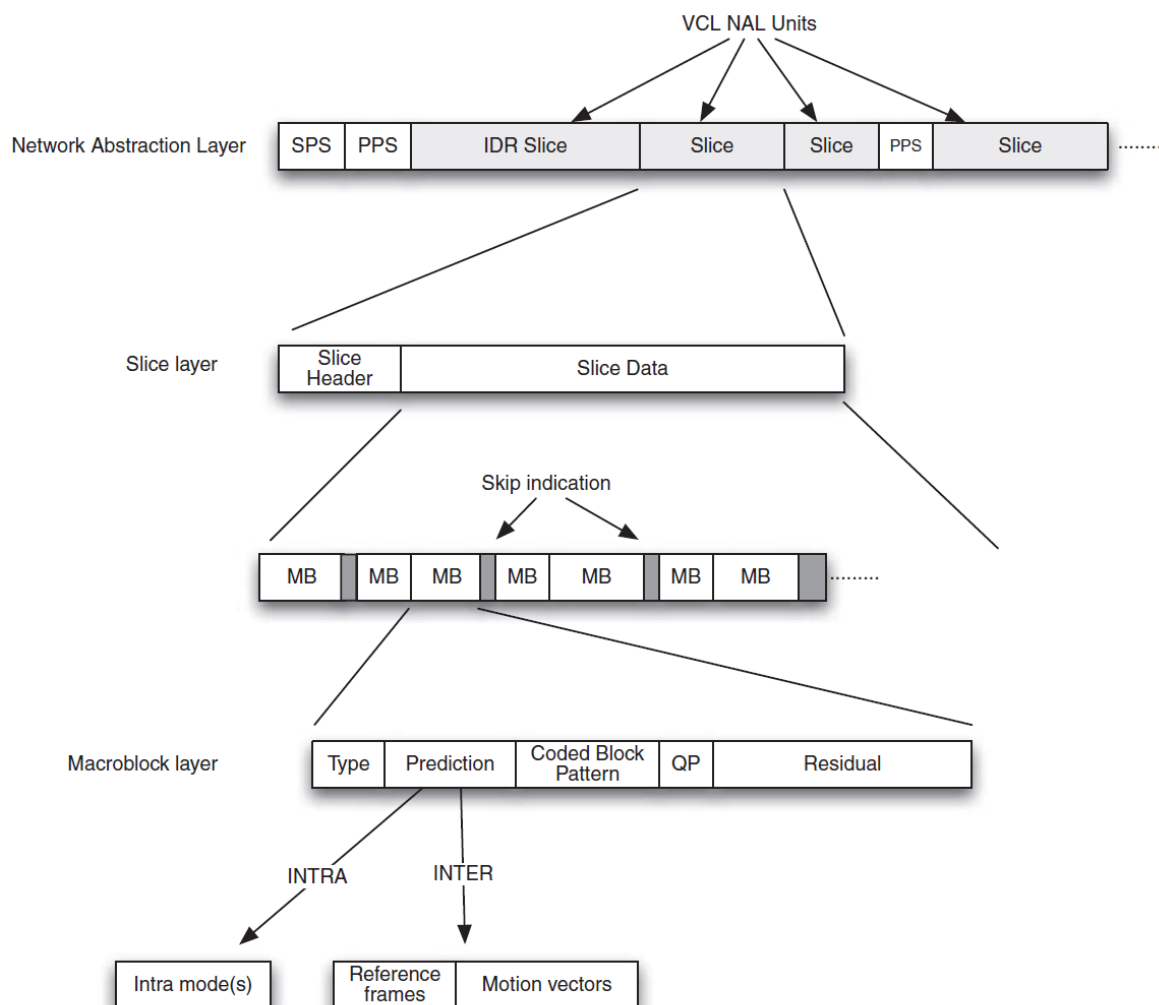 VCL NAL Units
Network Abstraction Layer
SPS
PPS
IDR Slice
Slice
Slice
PPS
Slice
........
Slice layer
Slice
Header
Slice Data
Skip indication
MB
MB
MB
MB
MB
MB
MB
.........
Macroblock layer
Type
Prediction
Coded Block
Pattern
QP
Residual
INTRA
INTER
Intra mode(s)
Reference
frames
Motion vectors